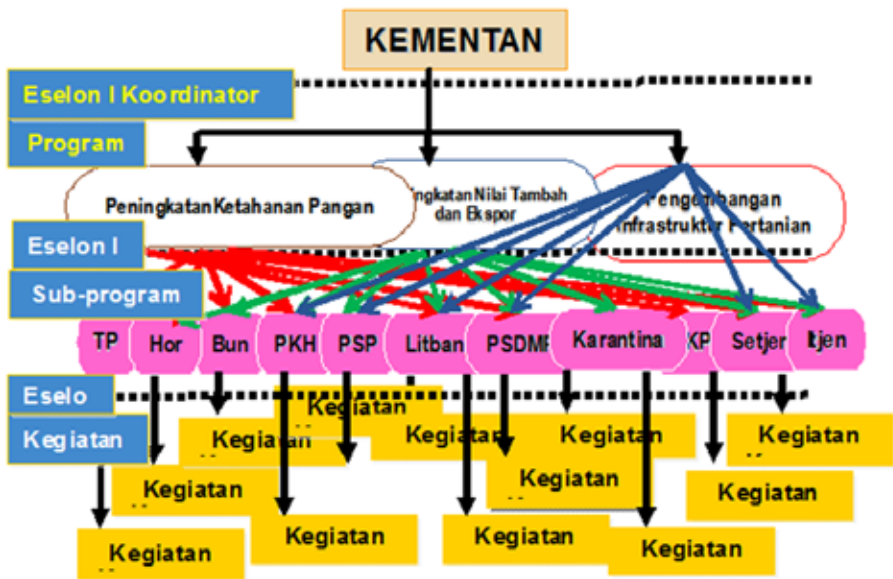 KEMENTAN
Eselon I Koordinator
Program
Peningkatan Ketahanan Pangan
ingkatan Nilai Tambah
dan Ekspor
Pengembangan
Infrastruktur Pertanian
Eselon I
Sub-program
TP
Hor
Bun
PKH
PSP
Litban
PSDMP
Karantina
KP
Setjen
Itjen
Eselo
Kegiatan
Kegiatan
Kegiatan
Kegiatan
Kegiatan
Kegiatan
Kegiatan
Kegiatan
Kegiatan
Kegiatan
Kegiatan
Kegiatan
Kegiatan